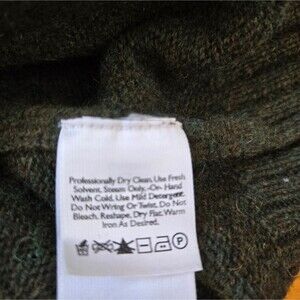 Professionally Dry Clean, Use Fresh
Solvent, Steam Only, -Or- Hand
Wash Cold, Use Mild Detergent,
Do Not Wring Or Twist, Do Not
Bleach, Reshape, Dry Flat, Warm
Iron As Desired.
P